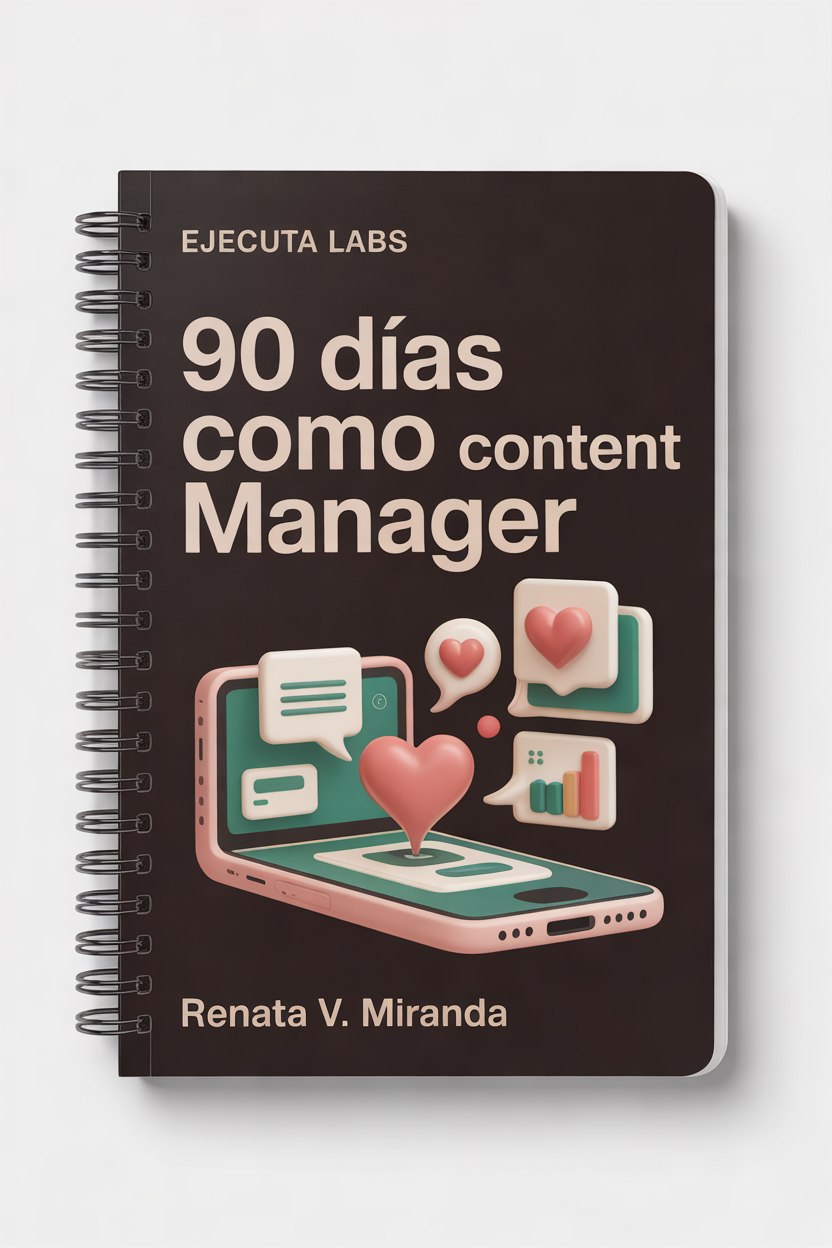 EJECUTA LABS
90 días
como content
Manager
Renata V. Miranda